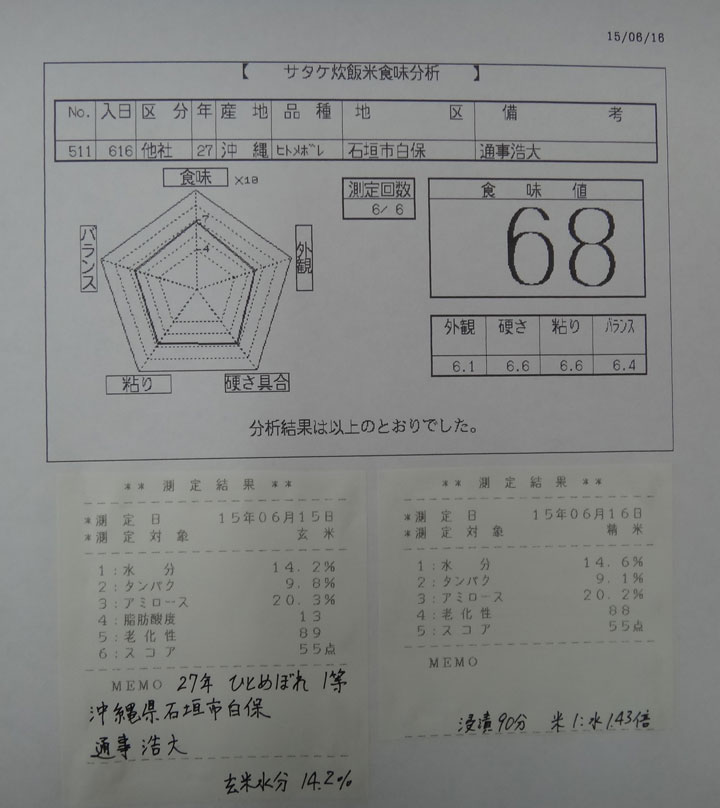 15/06/16
【 サタケ炊飯米食味分析 】
No. 入日 区分 年 産地 品種 地区 備考
511 616 他社 27 沖縄 ﾋﾄﾒﾎﾞﾚ 石垣市白保 通事浩大
食味 ×10
7
4
外観
硬さ具合
粘り
バランス
測定回数
6/ 6
食味値
68
外観 硬さ 粘り ﾊﾞﾗﾝｽ
6.1 6.6 6.6 6.4
分析結果は以上のとおりでした。
** 測定結果 **
*測定日 15年06月15日
*測定対象 玄米
1:水分 14.2%
2:タンパク 9.8%
3:アミロース 20.3%
4:脂肪酸度 13
5:老化性 89
6:スコア 55点
MEMO 27年 ひとめぼれ 1等
沖縄県石垣市白保
通事 浩大
玄米水分 14.2%
** 測定結果 **
*測定日 15年06月16日
*測定対象 精米
1:水分 14.6%
2:タンパク 9.1%
3:アミロース 20.2%
4:老化性 88
5:スコア 55点
MEMO
浸漬90分 米1:水1.43倍